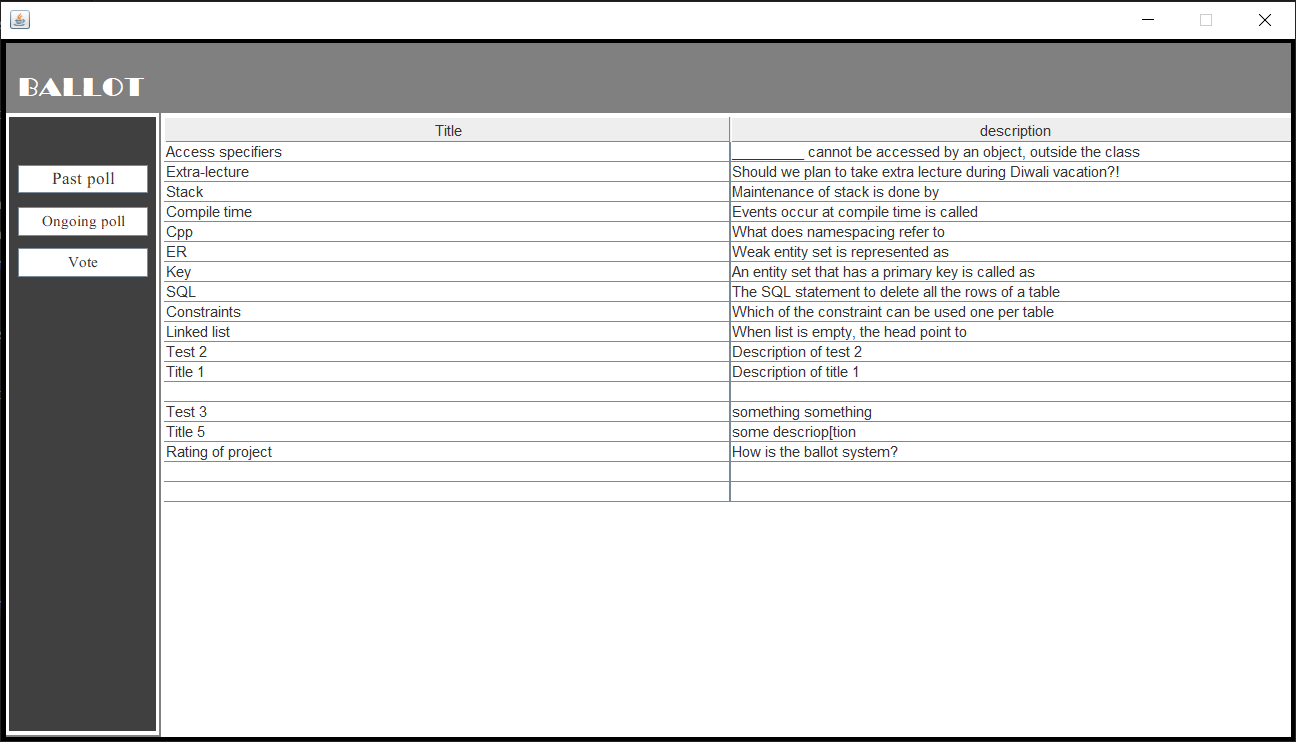 BALLOT
Past poll
Ongoing poll
Vote
Title description
Access specifiers _________ cannot be accessed by an object, outside the class
Extra-lecture Should we plan to take extra lecture during Diwali vacation?!
Stack Maintenance of stack is done by
Compile time Events occur at compile time is called
Cpp What does namespacing refer to
ER Weak entity set is represented as
Key An entity set that has a primary key is called as
SQL The SQL statement to delete all the rows of a table
Constraints Which of the constraint can be used one per table
Linked list When list is empty, the head point to
Test 2 Description of test 2
Title 1 Description of title 1
Test 3 something something
Title 5 some descriop[tion
Rating of project How is the ballot system?